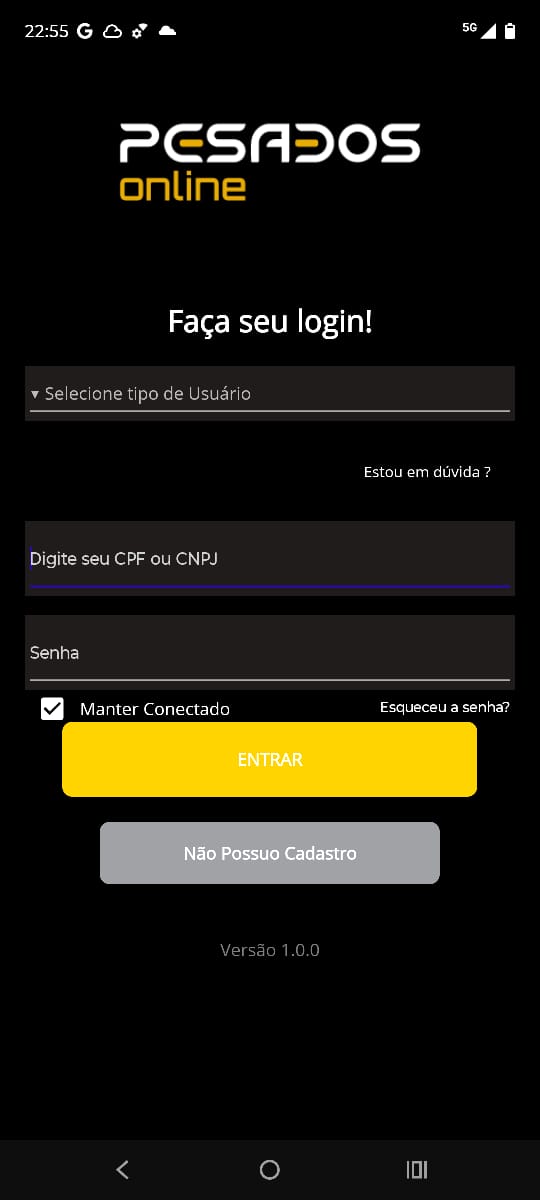 22:55
5G
PESADOS
online
Faça seu login!
Selecione tipo de Usuário
Estou em dúvida ?
Digite seu CPF ou CNPJ
Senha
Manter Conectado
Esqueceu a senha?
ENTRAR
Não Possuo Cadastro
Versão 1.0.0